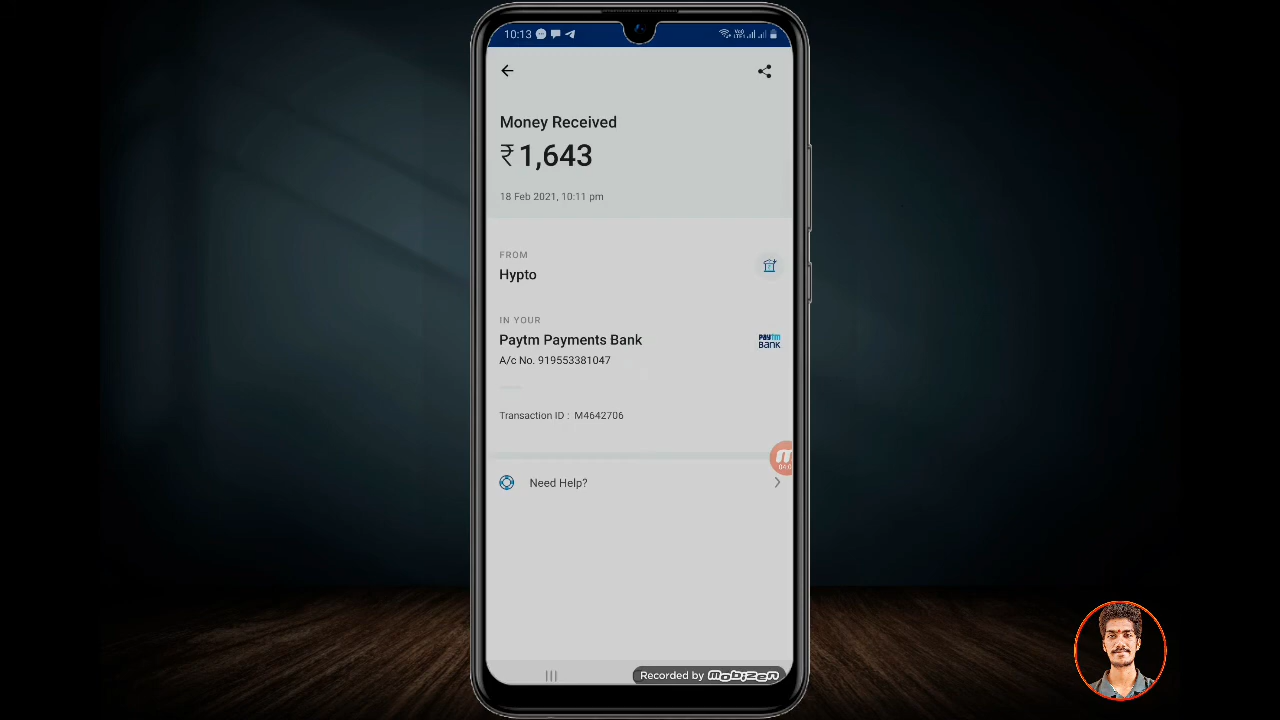 10:13
Money Received
₹1,643
18 Feb 2021, 10:11 pm
FROM
Hypto
IN YOUR
Paytm Payments Bank
paytm
BANK
A/c No. 919553381047
Transaction ID : M4642706
Need Help?
Recorded by mobizen